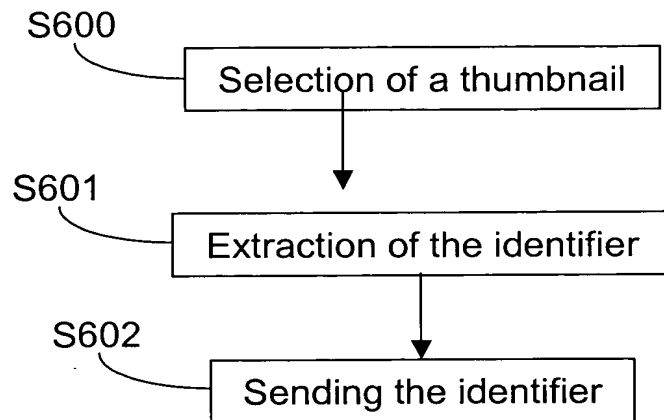 S600
Selection of a thumbnail
S601
Extraction of the identifier
S602
Sending the identifier